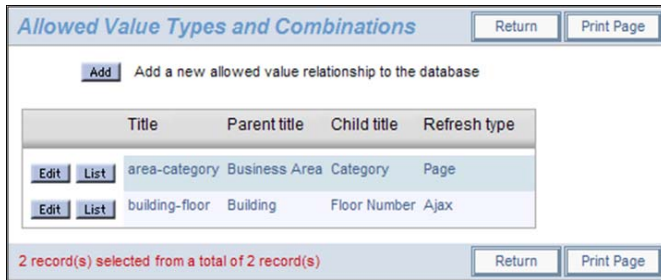 Allowed Value Types and Combinations Return Print Page
Add Add a new allowed value relationship to the database
Title Parent title Child title Refresh type
Edit List area-category Business Area Category Page
Edit List building-floor Building Floor Number Ajax
2 record(s) selected from a total of 2 record(s) Return Print Page